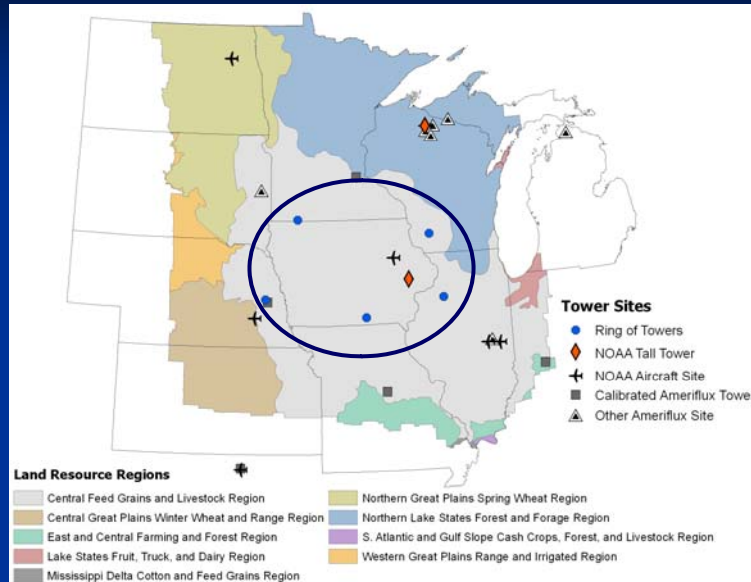 Tower Sites
Ring of Towers
NOAA Tall Tower
NOAA Aircraft Site
Calibrated Ameriflux Towe
Other Ameriflux Site
Land Resource Regions
Central Feed Grains and Livestock Region
Central Great Plains Winter Wheat and Range Region
East and Central Farming and Forest Region
Lake States Fruit, Truck, and Dairy Region
Mississippi Delta Cotton and Feed Grains Region
Northern Great Plains Spring Wheat Region
Northern Lake States Forest and Forage Region
S. Atlantic and Gulf Slope Cash Crops, Forest, and Livestock Region
Western Great Plains Range and Irrigated Region